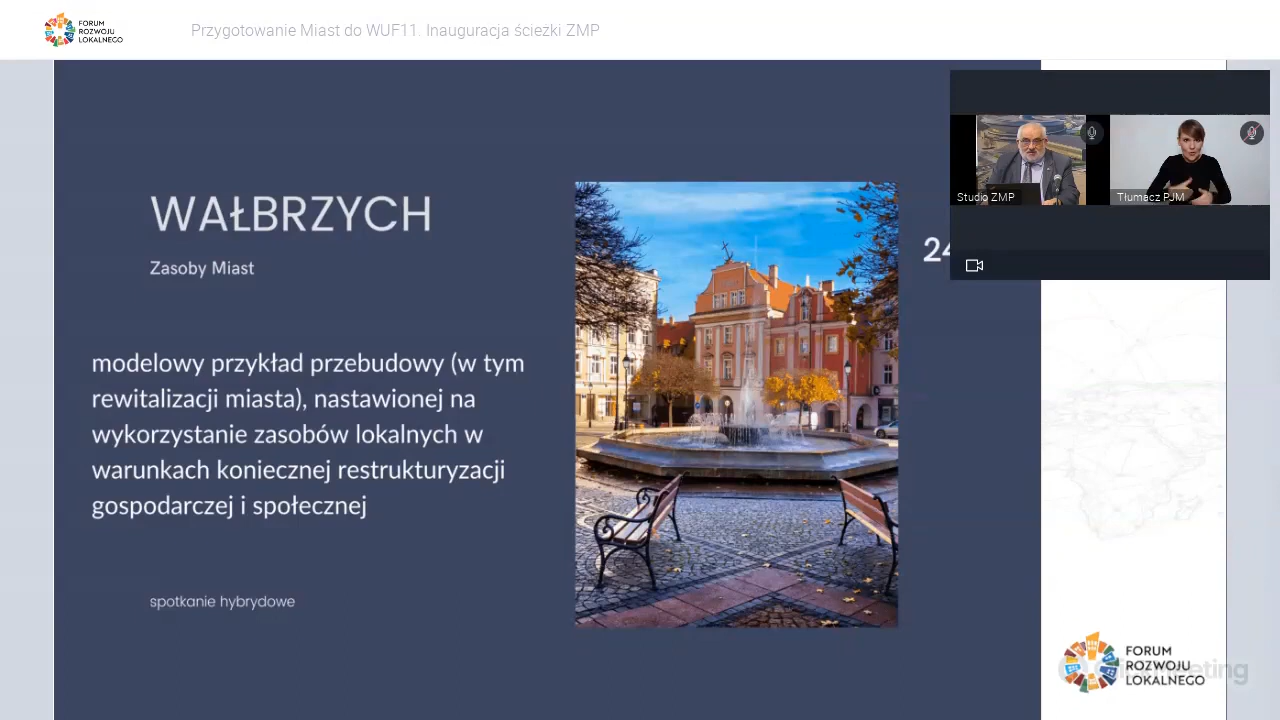 FORUM
ROZWOJU
LOKALNEGO
Przygotowanie Miast do WUF11. Inauguracja ścieżki ZMP
WAŁBRZYCH
Zasoby Miast
modelowy przykład przebudowy (w tym
rewitalizacji miasta), nastawionej na
wykorzystanie zasobów lokalnych w
warunkach koniecznej restrukturyzacji
gospodarczej i społecznej
spotkanie hybrydowe
24
Studio ZMP
Tłumacz PJM
FORUM
ROZWOJU
LOKALNEGO